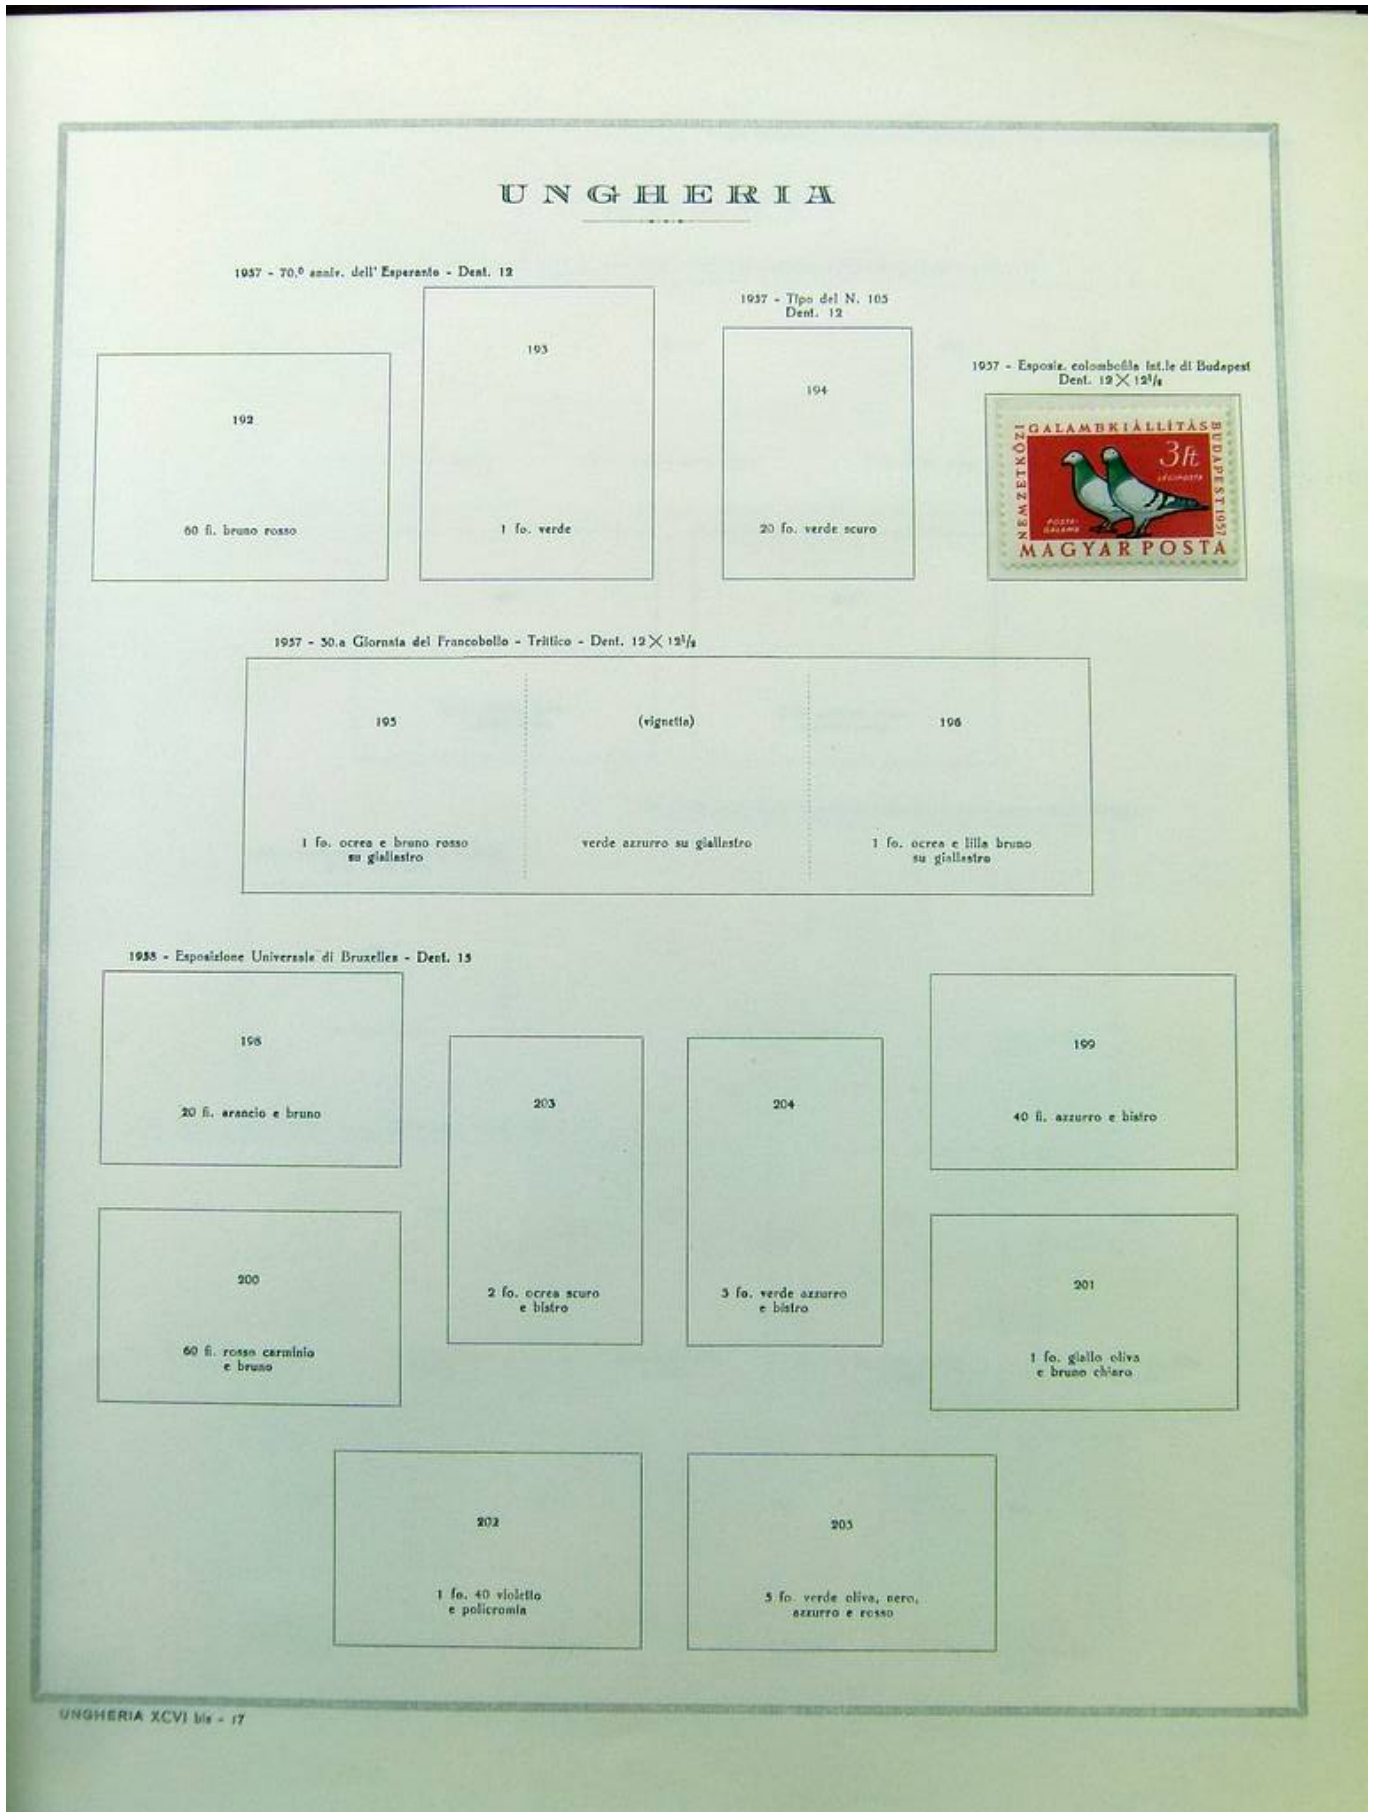 UNGHERIA
1957 - 70.º anniv. dell' Esperanto - Dent. 12
192
60 fi. bruno rosso
193
1 fo. verde
1957 - Tipo del N. 105
Dent. 12
194
20 fo. verde scuro
1957 - Esposiz. colombofila int.le di Budapest
Dent. 12 X 12½
NEMZETKÖZI
GALAMBKIÁLLÍTÁS
BUDAPEST 1957
3 Ft
LÉGIPOSTA
POSTA-
GALAMB
MAGYAR POSTA
1957 - 30.a Giornata del Francobollo - Trittico - Dent. 12 X 12½
195
1 fo. ocrea e bruno rosso
su giallastro
(vignetta)
verde azzurro su giallastro
196
1 fo. ocrea e lilla bruno
su giallastro
1958 - Esposizione Universale di Bruxelles - Dent. 15
198
20 fi. arancio e bruno
203
2 fo. ocrea scuro
e bistro
204
3 fo. verde azzurro
e bistro
199
40 fi. azzurro e bistro
200
60 fi. rosso carminio
e bruno
201
1 fo. giallo oliva
e bruno chiaro
202
1 fo. 40 violetto
e policromia
205
5 fo. verde oliva, nero,
azzurro e rosso
UNGHERIA XCVI bis - 17